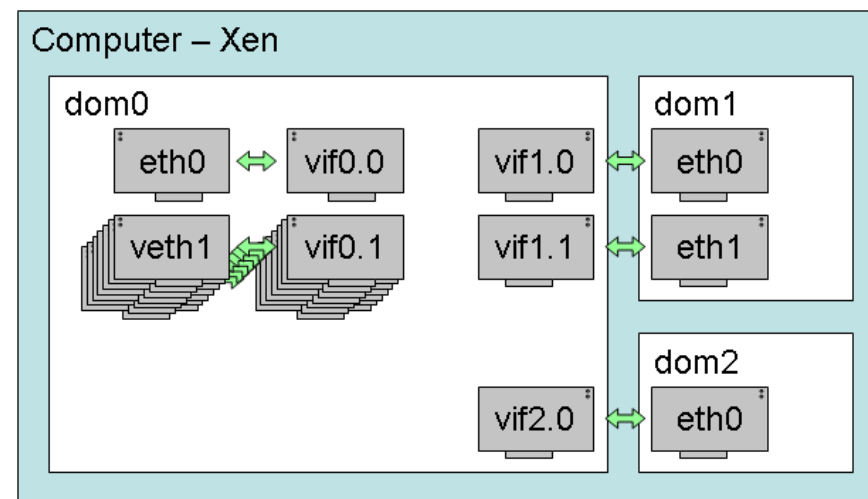 Computer – Xen
dom0
eth0
vif0.0
veth1
vif0.1
vif1.0
vif1.1
vif2.0
dom1
eth0
eth1
dom2
eth0